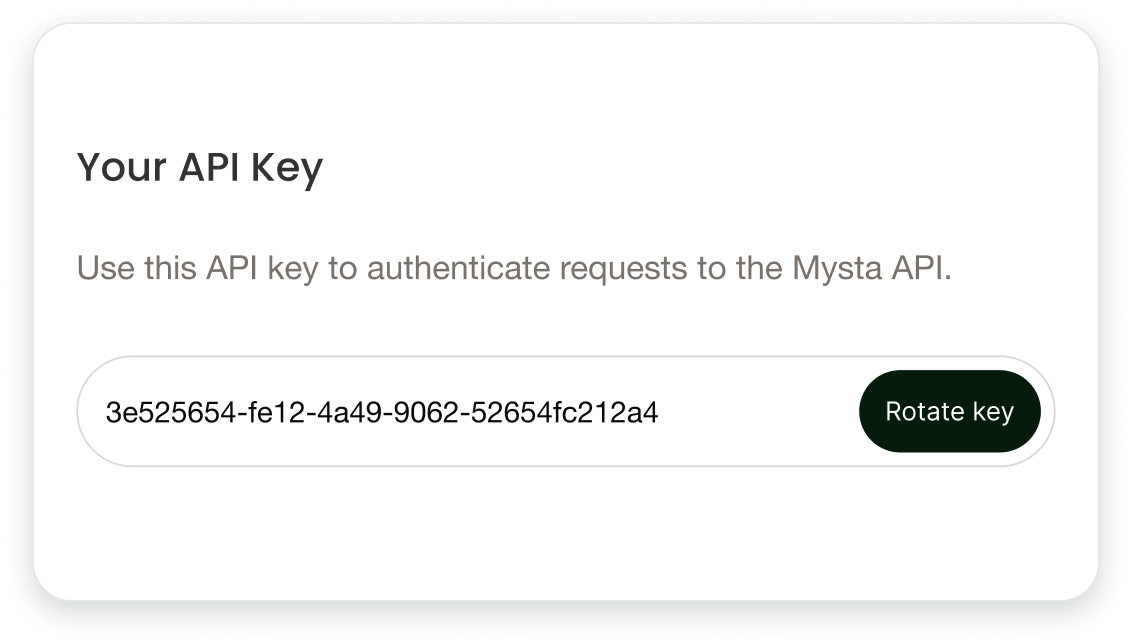 Your API Key
Use this API key to authenticate requests to the Mysta API.
3e525654-fe12-4a49-9062-52654fc212a4
Rotate key